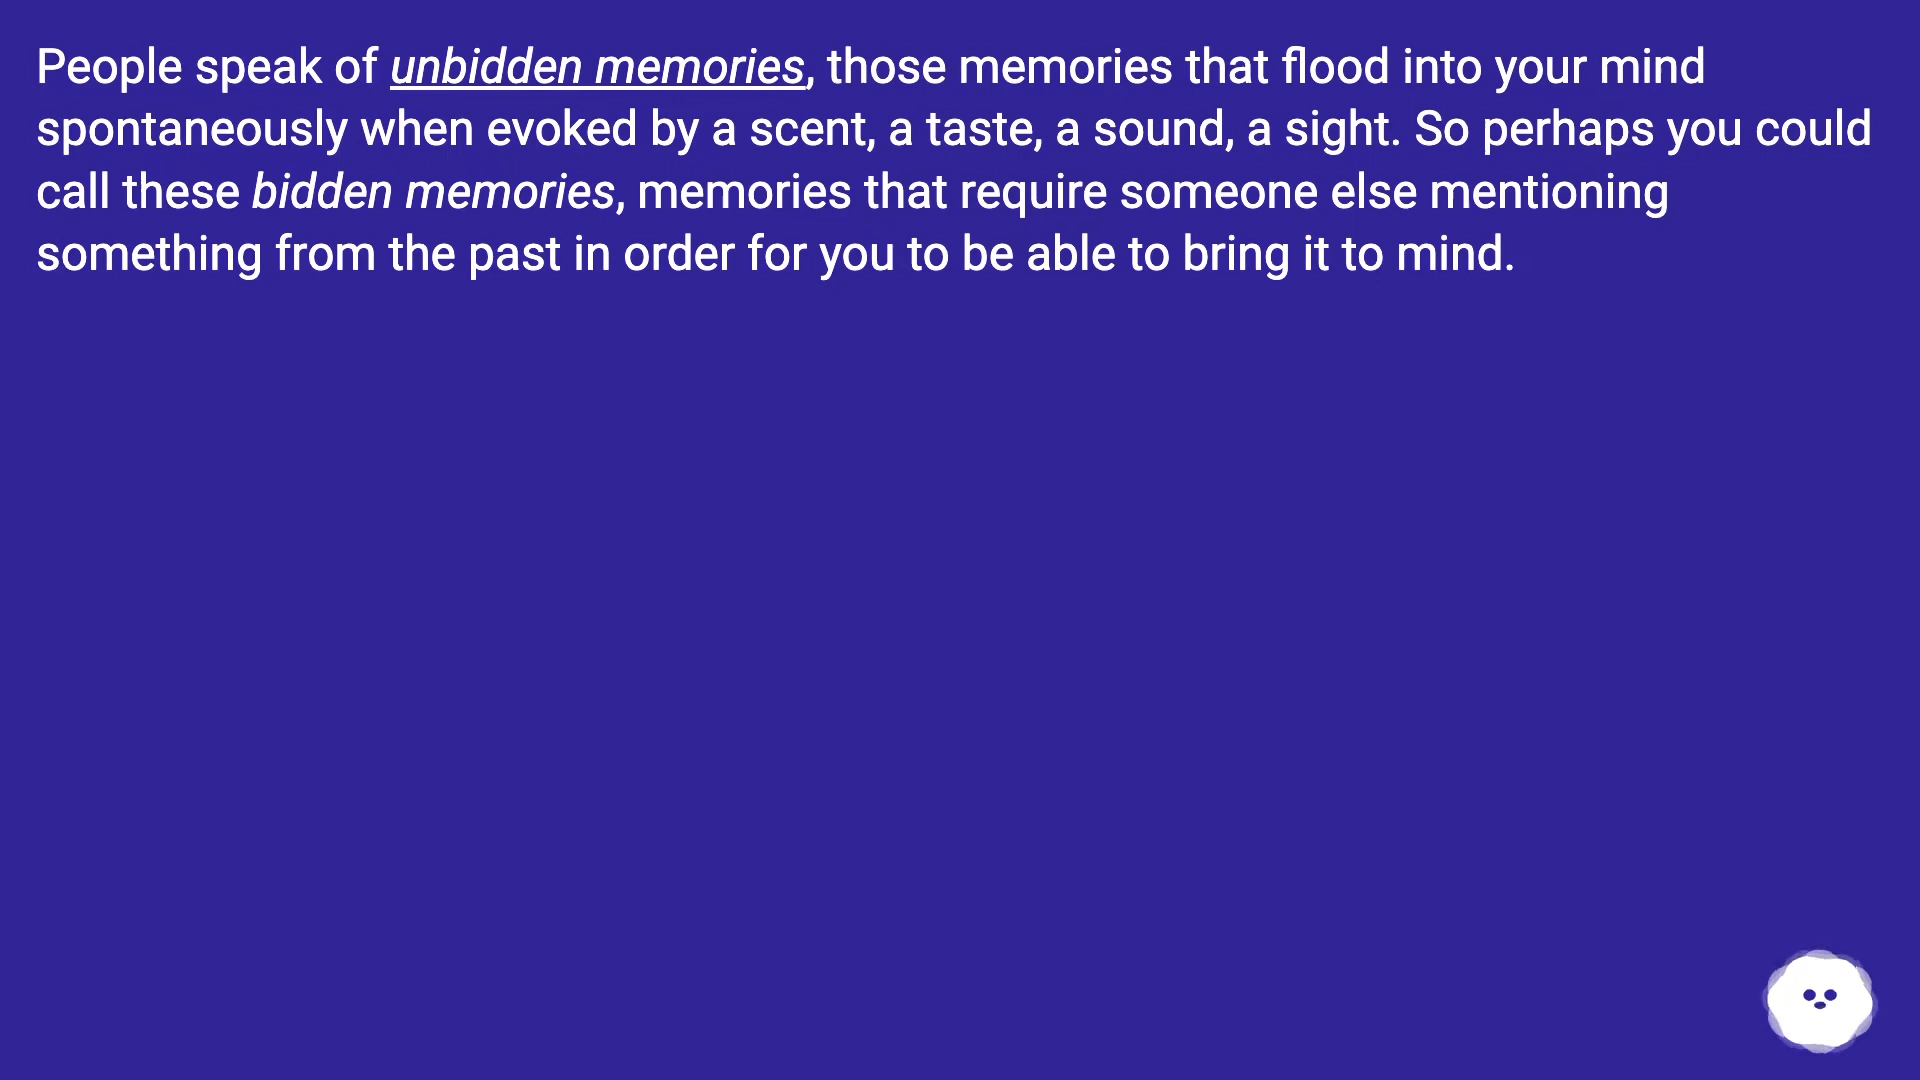 People speak of unbidden memories, those memories that flood into your mind
spontaneously when evoked by a scent, a taste, a sound, a sight. So perhaps you could
call these bidden memories, memories that require someone else mentioning
something from the past in order for you to be able to bring it to mind.